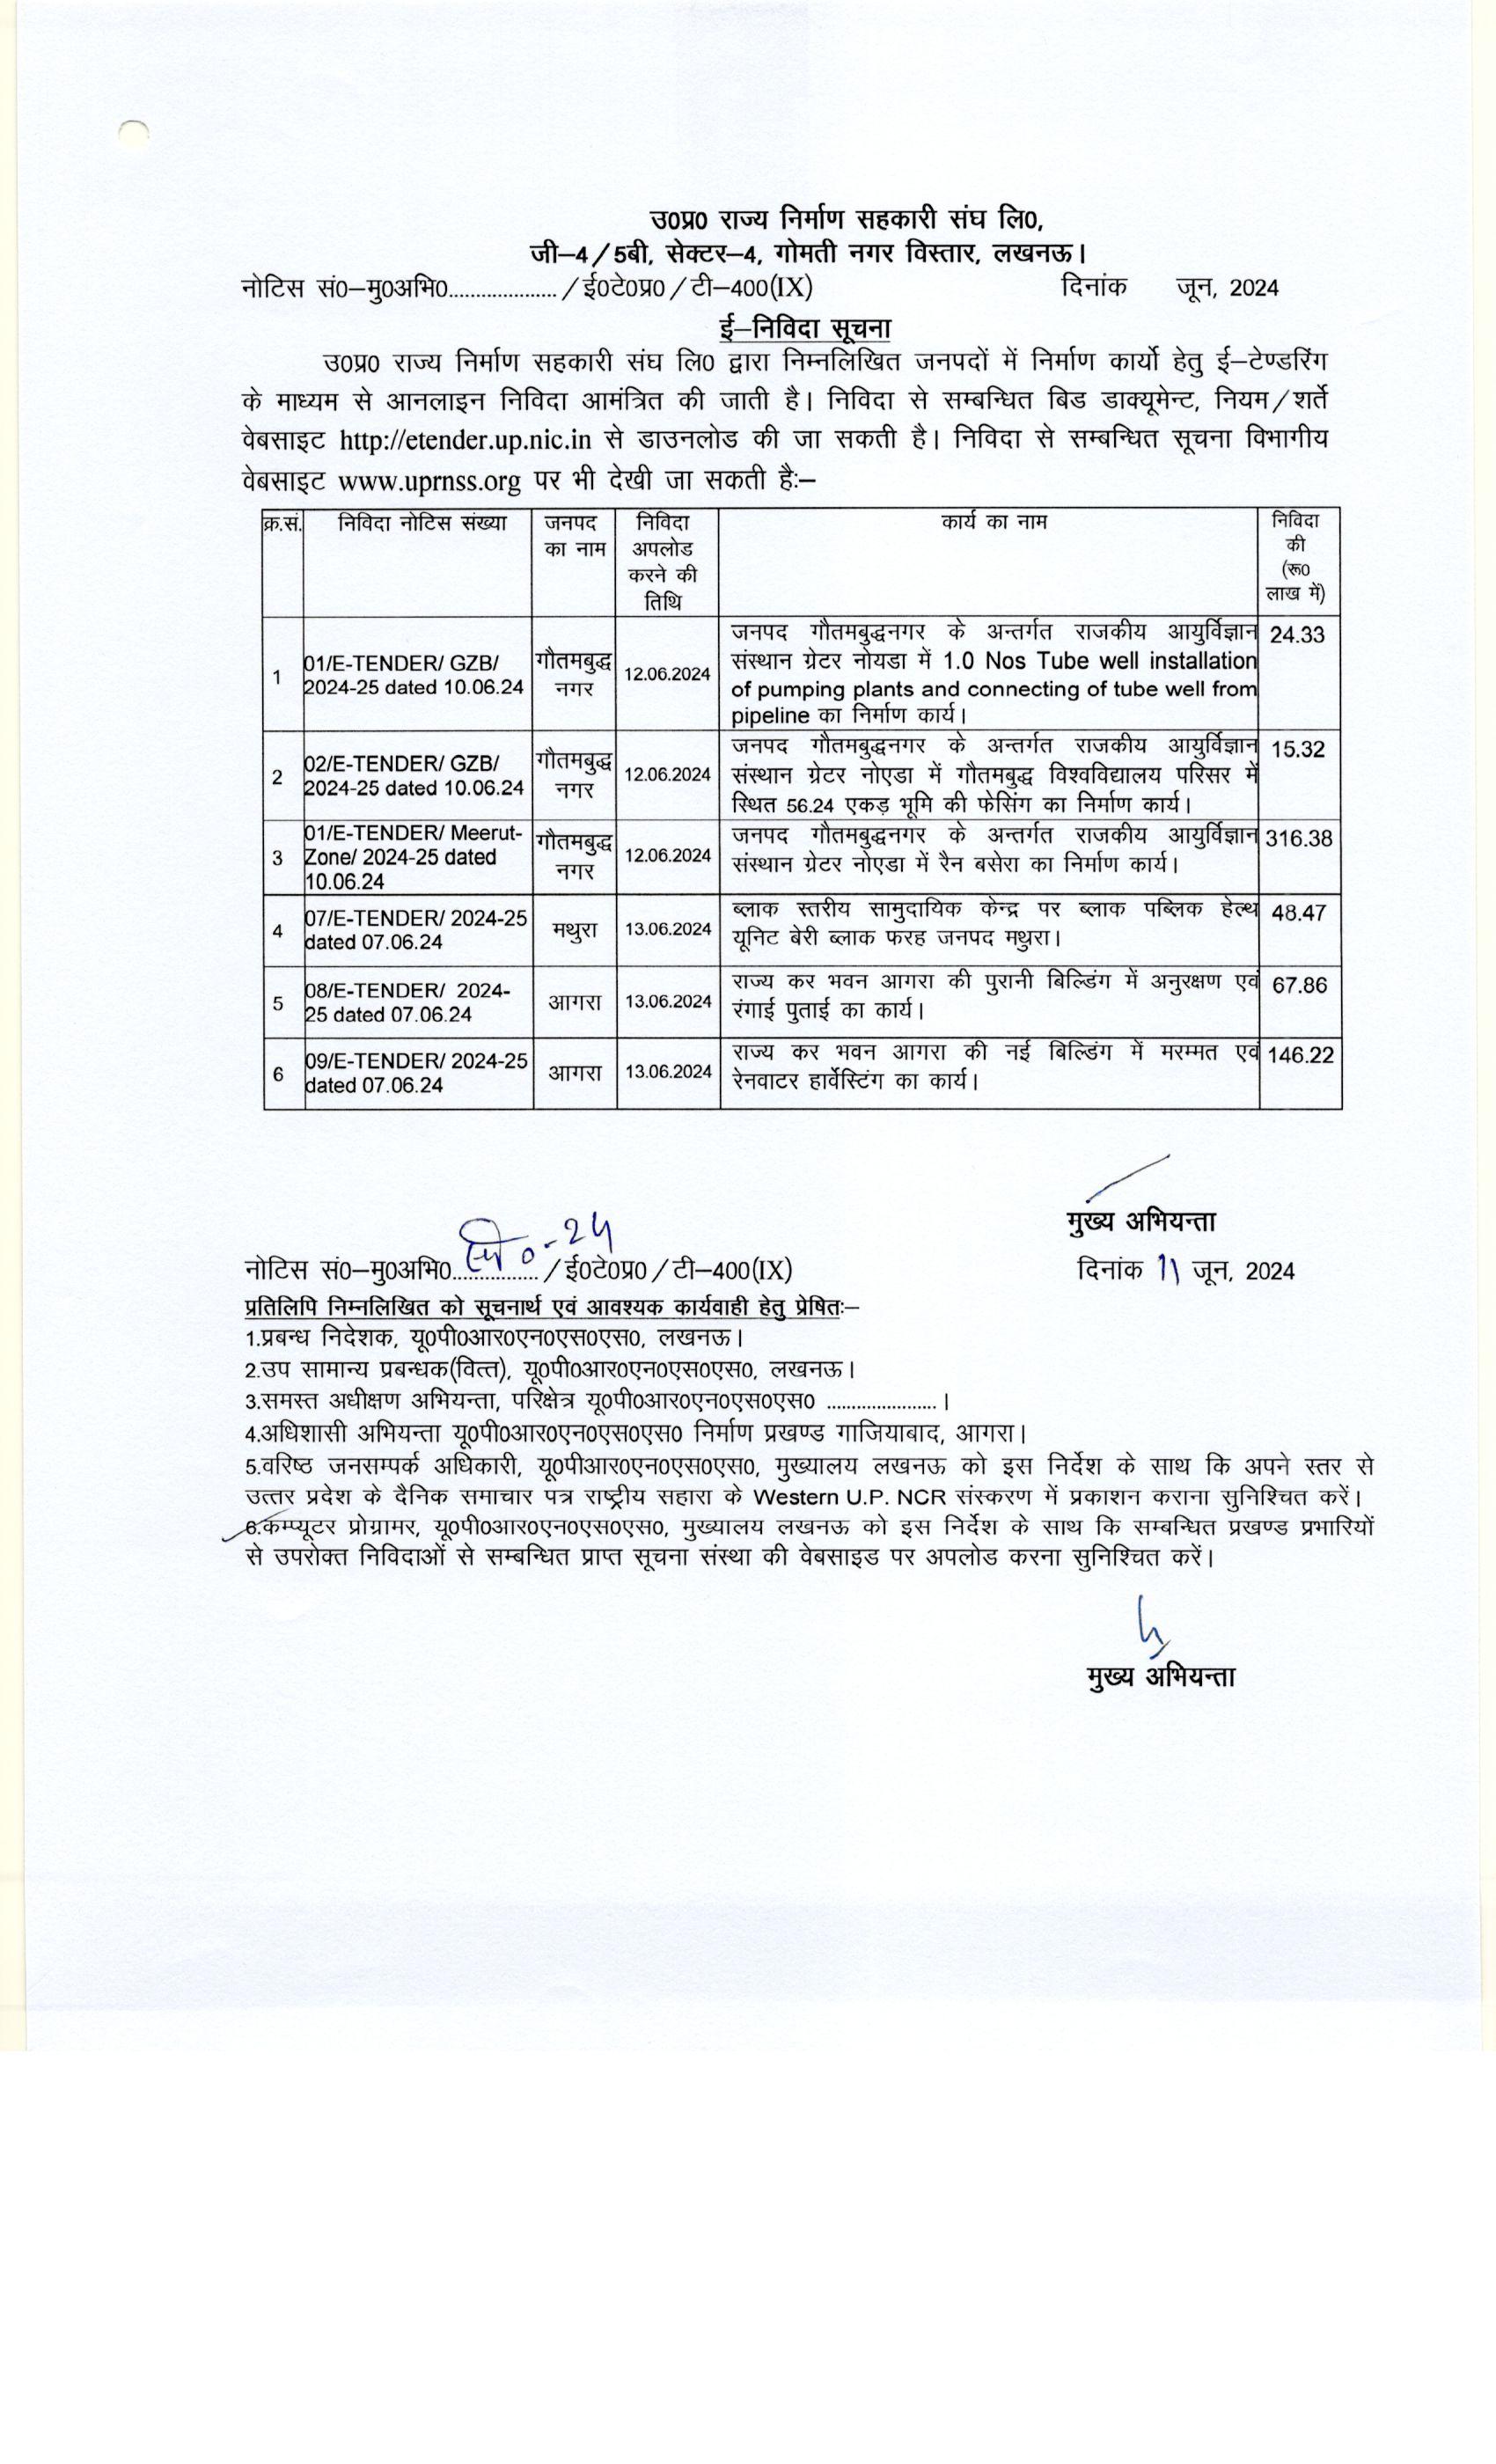 उ0प्र0 राज्य निर्माण सहकारी संघ लि0,
जी–4/5बी, सेक्टर–4, गोमती नगर विस्तार, लखनऊ।
नोटिस सं0–मु0अभि0.................../ई0टे0प्र0/टी–400(IX) दिनांक जून, 2024
ई–निविदा सूचना
उ0प्र0 राज्य निर्माण सहकारी संघ लि0 द्वारा निम्नलिखित जनपदों में निर्माण कार्यो हेतु ई–टेण्डरिंग
के माध्यम से आनलाइन निविदा आमंत्रित की जाती है। निविदा से सम्बन्धित बिड डाक्यूमेन्ट, नियम/शर्ते
वेबसाइट http://etender.up.nic.in से डाउनलोड की जा सकती है। निविदा से सम्बन्धित सूचना विभागीय
वेबसाइट www.uprnss.org पर भी देखी जा सकती है:–
क्र.सं. निविदा नोटिस संख्या जनपद निविदा कार्य का नाम निविदा
का नाम अपलोड की
करने की (रू0
तिथि लाख में)
जनपद गौतमबुद्धनगर के अन्तर्गत राजकीय आयुर्विज्ञान 24.33
1 01/E-TENDER/ GZB/ गौतमबुद्ध 12.06.2024 संस्थान ग्रेटर नोयडा में 1.0 Nos Tube well installation
2024-25 dated 10.06.24 नगर of pumping plants and connecting of tube well from
pipeline का निर्माण कार्य।
जनपद गौतमबुद्धनगर के अन्तर्गत राजकीय आयुर्विज्ञान 15.32
2 02/E-TENDER/ GZB/ गौतमबुद्ध 12.06.2024 संस्थान ग्रेटर नोएडा में गौतमबुद्ध विश्वविद्यालय परिसर में
2024-25 dated 10.06.24 नगर स्थित 56.24 एकड़ भूमि की फेसिंग का निर्माण कार्य।
01/E-TENDER/ Meerut- गौतमबुद्ध जनपद गौतमबुद्धनगर के अन्तर्गत राजकीय आयुर्विज्ञान 316.38
3 Zone/ 2024-25 dated नगर 12.06.2024 संस्थान ग्रेटर नोएडा में रैन बसेरा का निर्माण कार्य।
10.06.24
4 07/E-TENDER/ 2024-25 मथुरा 13.06.2024 ब्लाक स्तरीय सामुदायिक केन्द्र पर ब्लाक पब्लिक हेल्थ 48.47
dated 07.06.24 यूनिट बेरी ब्लाक फरह जनपद मथुरा।
5 08/E-TENDER/ 2024- आगरा 13.06.2024 राज्य कर भवन आगरा की पुरानी बिल्डिंग में अनुरक्षण एवं 67.86
25 dated 07.06.24 रंगाई पुताई का कार्य।
6 09/E-TENDER/ 2024-25 आगरा 13.06.2024 राज्य कर भवन आगरा की नई बिल्डिंग में मरम्मत एवं 146.22
dated 07.06.24 रेनवाटर हार्वेस्टिंग का कार्य।
मुख्य अभियन्ता
नोटिस सं0–मु0अभि0.............../ई0टे0प्र0/टी–400(IX) दिनांक 11 जून, 2024
प्रतिलिपि निम्नलिखित को सूचनार्थ एवं आवश्यक कार्यवाही हेतु प्रेषितः–
1.प्रबन्ध निदेशक, यू0पी0आर0एन0एस0एस0, लखनऊ।
2.उप सामान्य प्रबन्धक(वित्त), यू0पी0आर0एन0एस0एस0, लखनऊ।
3.समस्त अधीक्षण अभियन्ता, परिक्षेत्र यू0पी0आर0एन0एस0एस0 ......................।
4.अधिशासी अभियन्ता यू0पी0आर0एन0एस0एस0 निर्माण प्रखण्ड गाजियाबाद, आगरा।
5.वरिष्ठ जनसम्पर्क अधिकारी, यू0पीआर0एन0एस0एस0, मुख्यालय लखनऊ को इस निर्देश के साथ कि अपने स्तर से
उत्तर प्रदेश के दैनिक समाचार पत्र राष्ट्रीय सहारा के Western U.P. NCR संस्करण में प्रकाशन कराना सुनिश्चित करें।
6.कम्प्यूटर प्रोग्रामर, यू0पी0आर0एन0एस0एस0, मुख्यालय लखनऊ को इस निर्देश के साथ कि सम्बन्धित प्रखण्ड प्रभारियों
से उपरोक्त निविदाओं से सम्बन्धित प्राप्त सूचना संस्था की वेबसाइड पर अपलोड करना सुनिश्चित करें।
मुख्य अभियन्ता